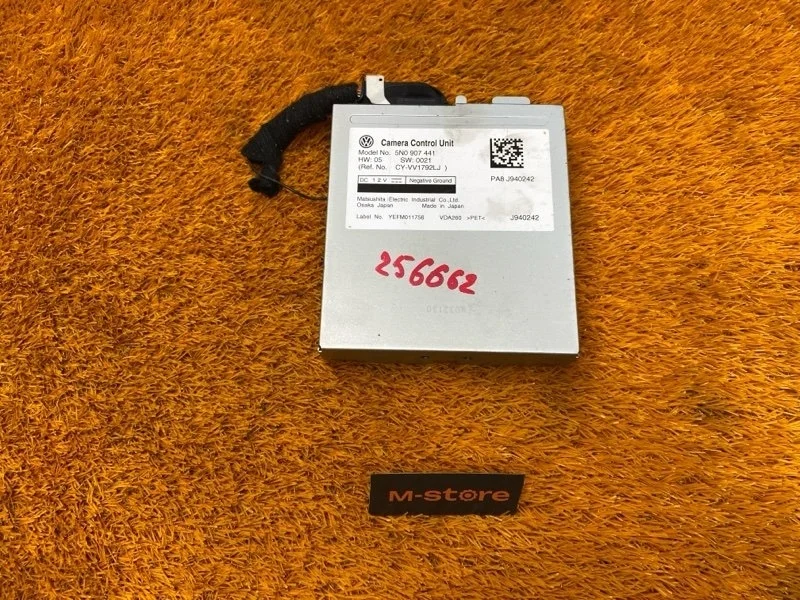 Camera Control Unit
Model No. 5N0 907 441
HW: 05 SW: 0021
(Ref. No. CY-VV1792LJ )
PA8 J940242
DC 12V Negative Ground
Matsushita Electric Industrial Co.,Ltd.
Osaka Japan Made in Japan
Label No. YEFM011756 VDA260 >PET< J940242
256662
M-store